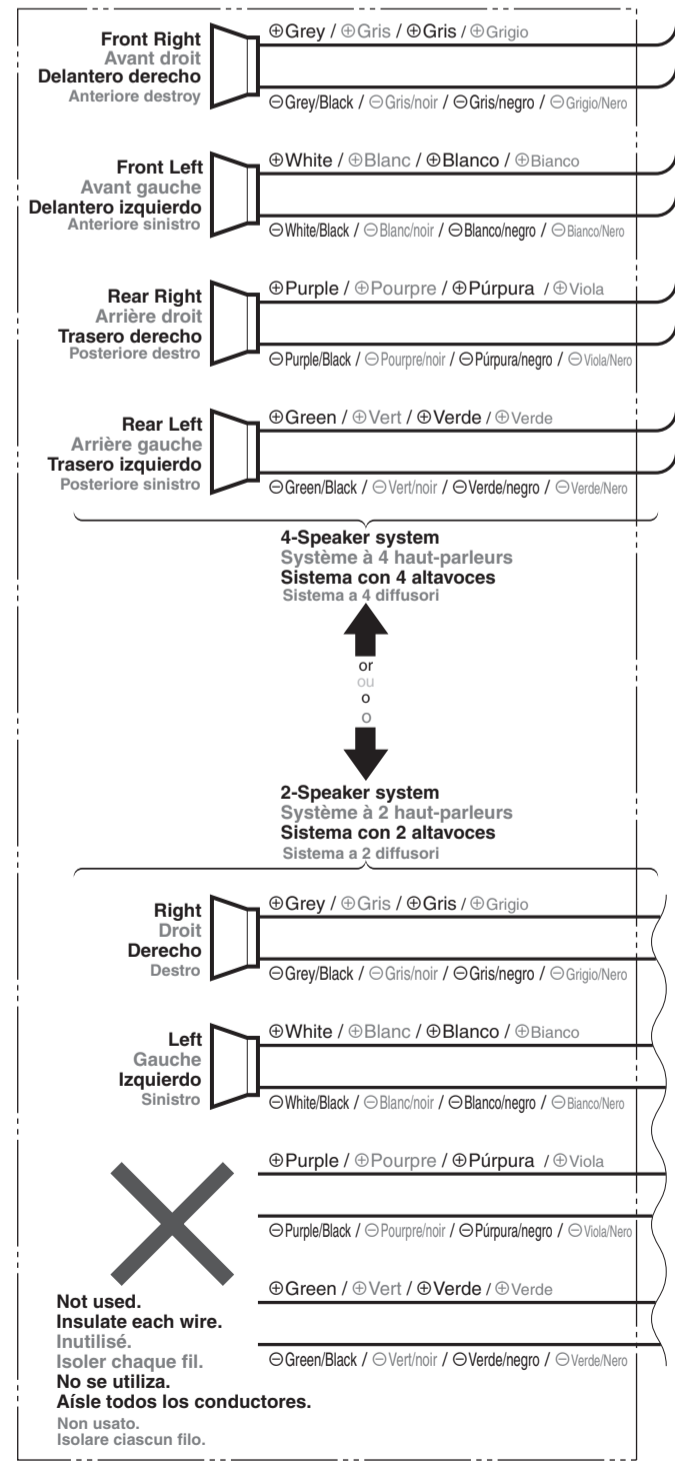 ⊕Grey / ⊕Gris / ⊕Gris / ⊕Grigio
Front Right
Avant droit
Delantero derecho
Anteriore destroy
⊖Grey/Black / ⊖Gris/noir / ⊖Gris/negro / ⊖Grigio/Nero
⊕White / ⊕Blanc / ⊕Blanco / ⊕Bianco
Front Left
Avant gauche
Delantero izquierdo
Anteriore sinistro
⊖White/Black / ⊖Blanc/noir / ⊖Blanco/negro / ⊖Bianco/Nero
⊕Purple / ⊕Pourpre / ⊕Púrpura / ⊕Viola
Rear Right
Arrière droit
Trasero derecho
Posteriore destro
⊖Purple/Black / ⊖Pourpre/noir / ⊖Púrpura/negro / ⊖Viola/Nero
⊕Green / ⊕Vert / ⊕Verde / ⊕Verde
Rear Left
Arrière gauche
Trasero izquierdo
Posteriore sinistro
⊖Green/Black / ⊖Vert/noir / ⊖Verde/negro / ⊖Verde/Nero
4-Speaker system
Système à 4 haut-parleurs
Sistema con 4 altavoces
Sistema a 4 diffusori
or
ou
o
o
2-Speaker system
Système à 2 haut-parleurs
Sistema con 2 altavoces
Sistema a 2 diffusori
⊕Grey / ⊕Gris / ⊕Gris / ⊕Grigio
Right
Droit
Derecho
Destro
⊖Grey/Black / ⊖Gris/noir / ⊖Gris/negro / ⊖Grigio/Nero
⊕White / ⊕Blanc / ⊕Blanco / ⊕Bianco
Left
Gauche
Izquierdo
Sinistro
⊖White/Black / ⊖Blanc/noir / ⊖Blanco/negro / ⊖Bianco/Nero
⊕Purple / ⊕Pourpre / ⊕Púrpura / ⊕Viola
⊖Purple/Black / ⊖Pourpre/noir / ⊖Púrpura/negro / ⊖Viola/Nero
⊕Green / ⊕Vert / ⊕Verde / ⊕Verde
⊖Green/Black / ⊖Vert/noir / ⊖Verde/negro / ⊖Verde/Nero
Not used.
Insulate each wire.
Inutilisé.
Isoler chaque fil.
No se utiliza.
Aísle todos los conductores.
Non usato.
Isolare ciascun filo.